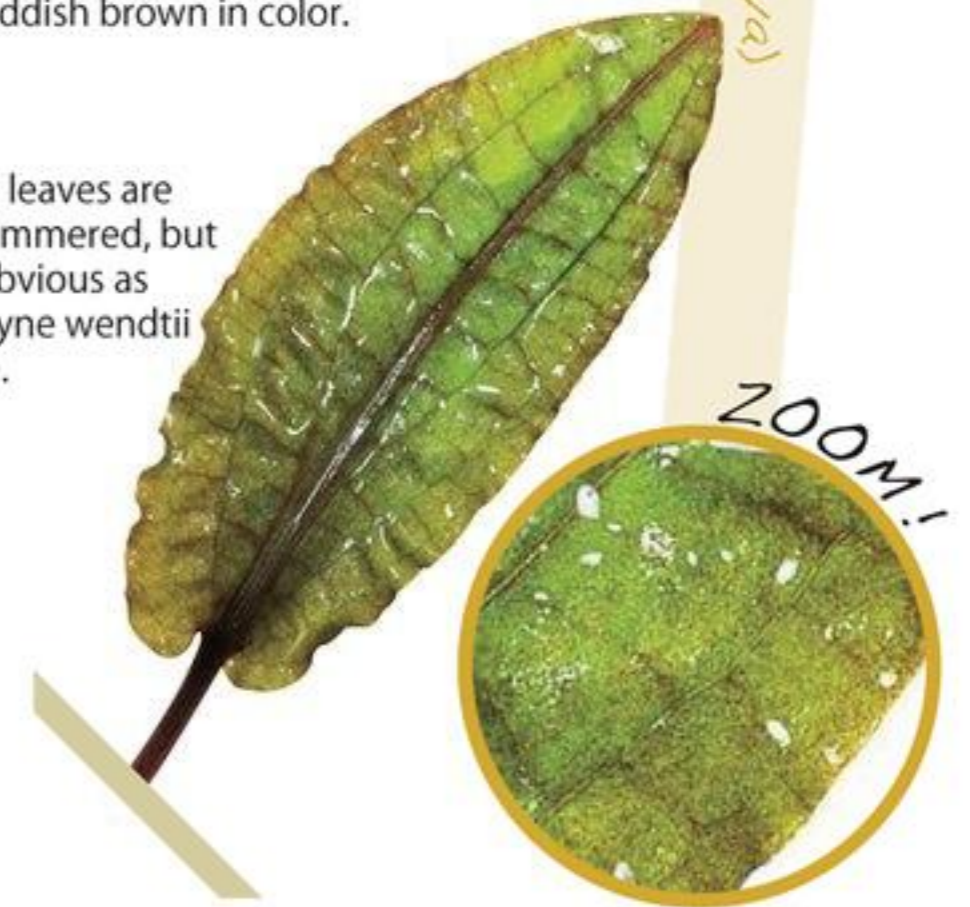 ddish brown in color.
leaves are
mmered, but
bvious as
yne wendtii
.
ZOOM!